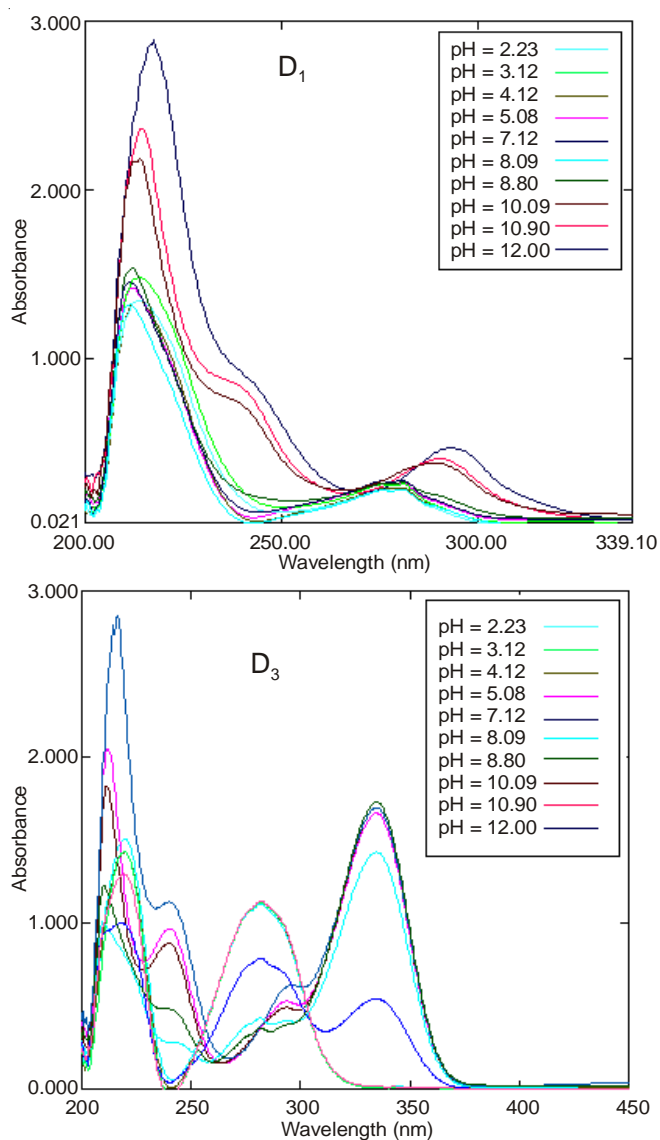 3.000
D1
pH = 2.23
pH = 3.12
pH = 4.12
pH = 5.08
pH = 7.12
pH = 8.09
pH = 8.80
pH = 10.09
pH = 10.90
pH = 12.00
2.000
Absorbance
1.000
0.021
200.00
250.00
300.00
339.10
Wavelength (nm)
3.000
D3
pH = 2.23
pH = 3.12
pH = 4.12
pH = 5.08
pH = 7.12
pH = 8.09
pH = 8.80
pH = 10.09
pH = 10.90
pH = 12.00
2.000
Absorbance
1.000
0.000
200
250
300
350
400
450
Wavelength (nm)